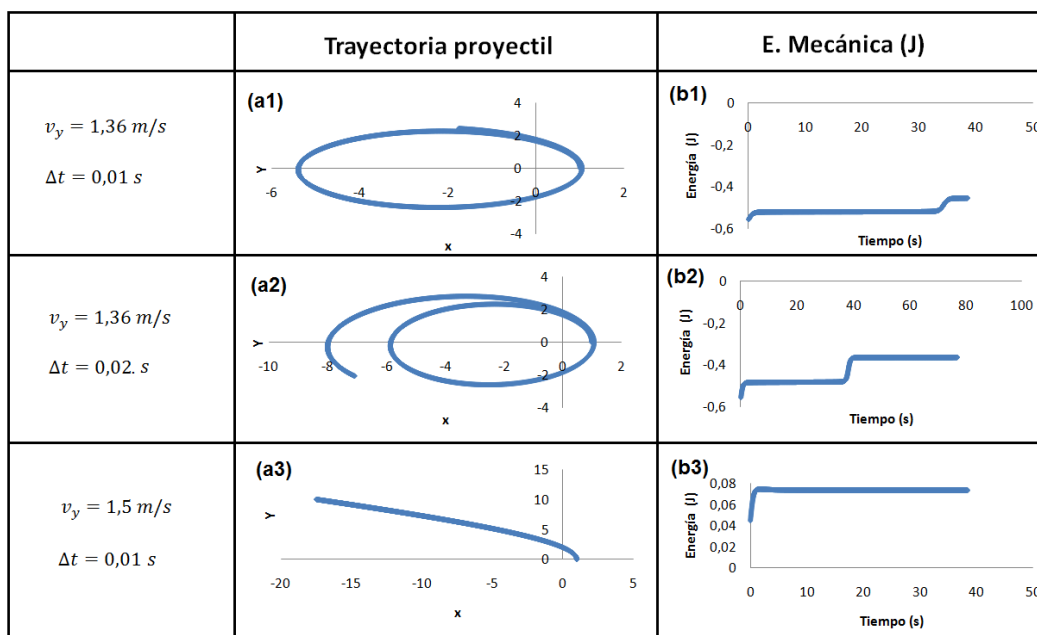 Trayectoria proyectil
E. Mecánica (J)
v_y = 1,36 m/s
Δt = 0,01 s
(a1)
4
2
0
-2
-4
-6
-4
-2
0
2
Y
x
(b1)
0
-0,2
-0,4
-0,6
0
10
20
30
40
50
Energía (J)
Tiempo (s)
v_y = 1,36 m/s
Δt = 0,02. s
(a2)
4
2
0
-2
-4
-10
-8
-6
-4
-2
0
2
Y
x
(b2)
0
-0,2
-0,4
-0,6
0
20
40
60
80
100
Energía (J)
Tiempo (s)
v_y = 1,5 m/s
Δt = 0,01 s
(a3)
15
10
5
0
-20
-15
-10
-5
0
5
Y
x
(b3)
0,08
0,06
0,04
0,02
0
0
10
20
30
40
50
Energía (J)
Tiempo (s)